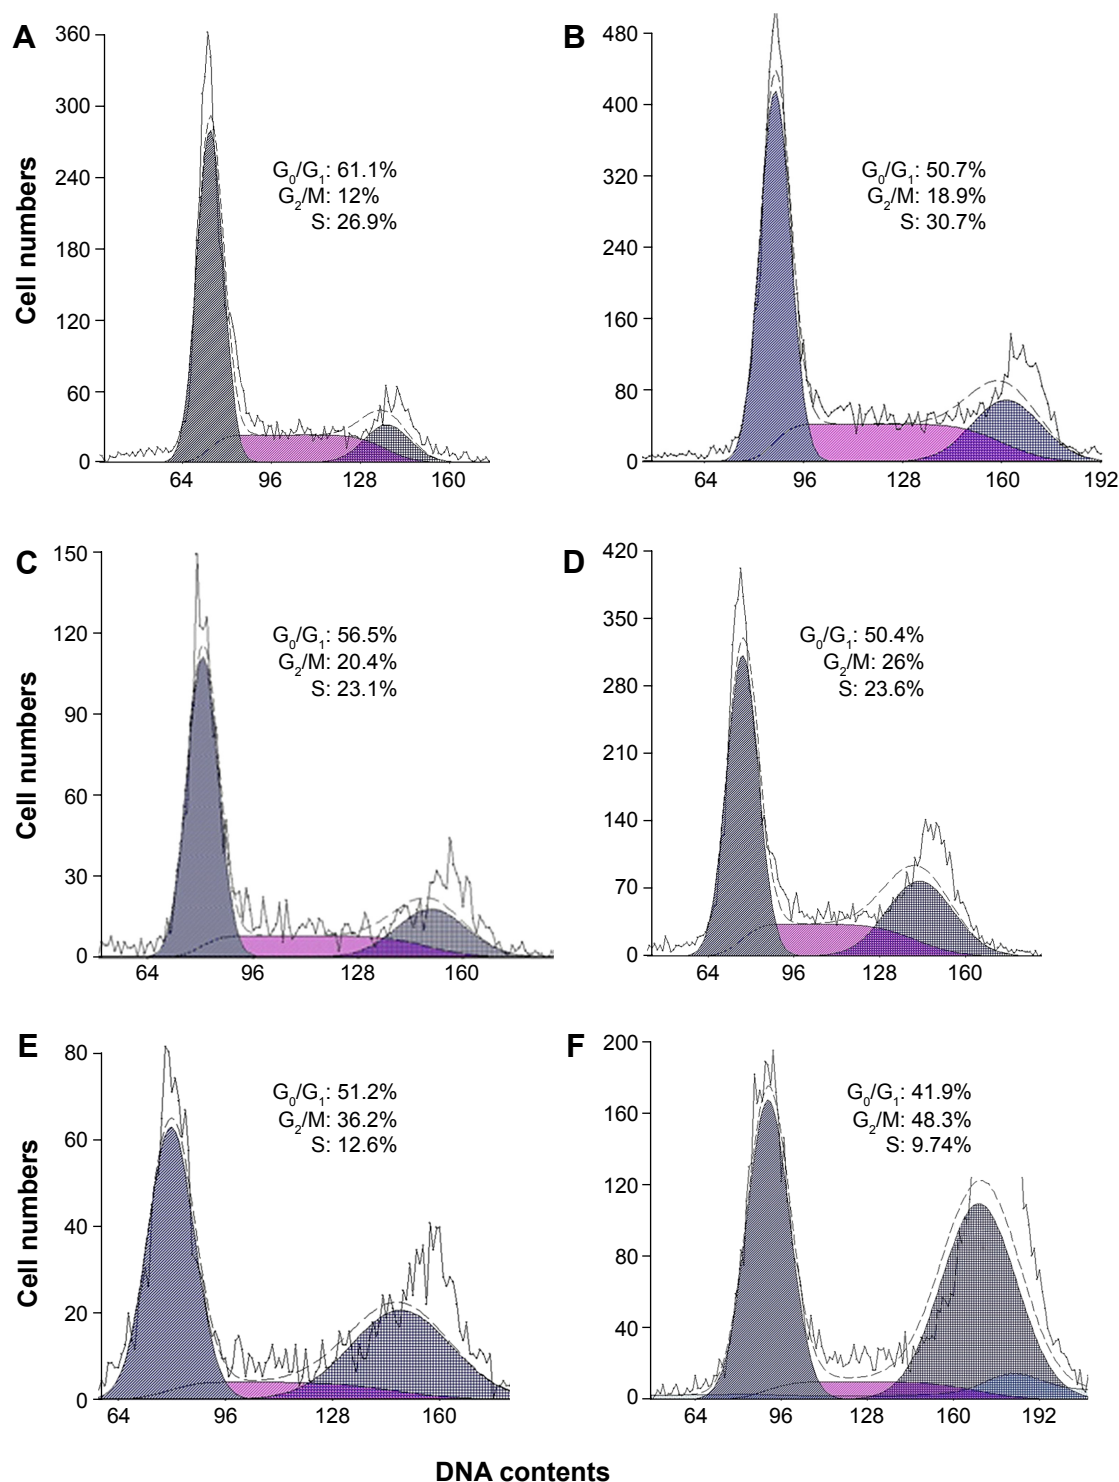 A
Cell numbers
360
300
240
180
120
60
0
G0/G1: 61.1%
G2/M: 12%
S: 26.9%
64 96 128 160
B
480
400
320
240
160
80
0
G0/G1: 50.7%
G2/M: 18.9%
S: 30.7%
64 96 128 160 192
C
Cell numbers
150
120
90
60
30
0
G0/G1: 56.5%
G2/M: 20.4%
S: 23.1%
64 96 128 160
D
420
350
280
210
140
70
0
G0/G1: 50.4%
G2/M: 26%
S: 23.6%
64 96 128 160
E
Cell numbers
80
60
40
20
0
G0/G1: 51.2%
G2/M: 36.2%
S: 12.6%
64 96 128 160
F
200
160
120
80
40
0
G0/G1: 41.9%
G2/M: 48.3%
S: 9.74%
64 96 128 160 192
DNA contents